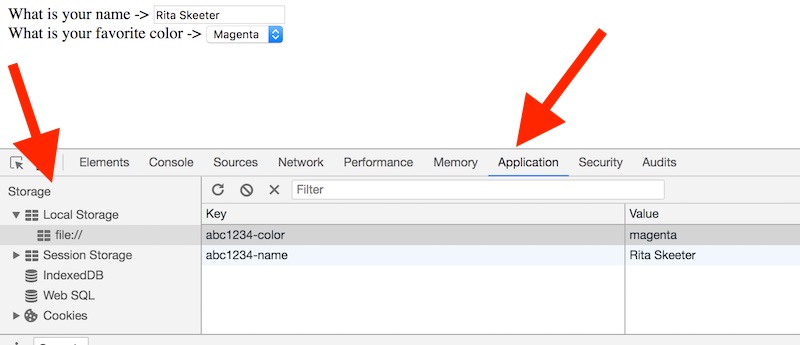 What is your name -> Rita Skeeter
What is your favorite color -> Magenta
Elements Console Sources Network Performance Memory Application Security Audits
Storage
Filter
Local Storage
Key Value
file://
abc1234-color magenta
Session Storage
abc1234-name Rita Skeeter
IndexedDB
Web SQL
Cookies